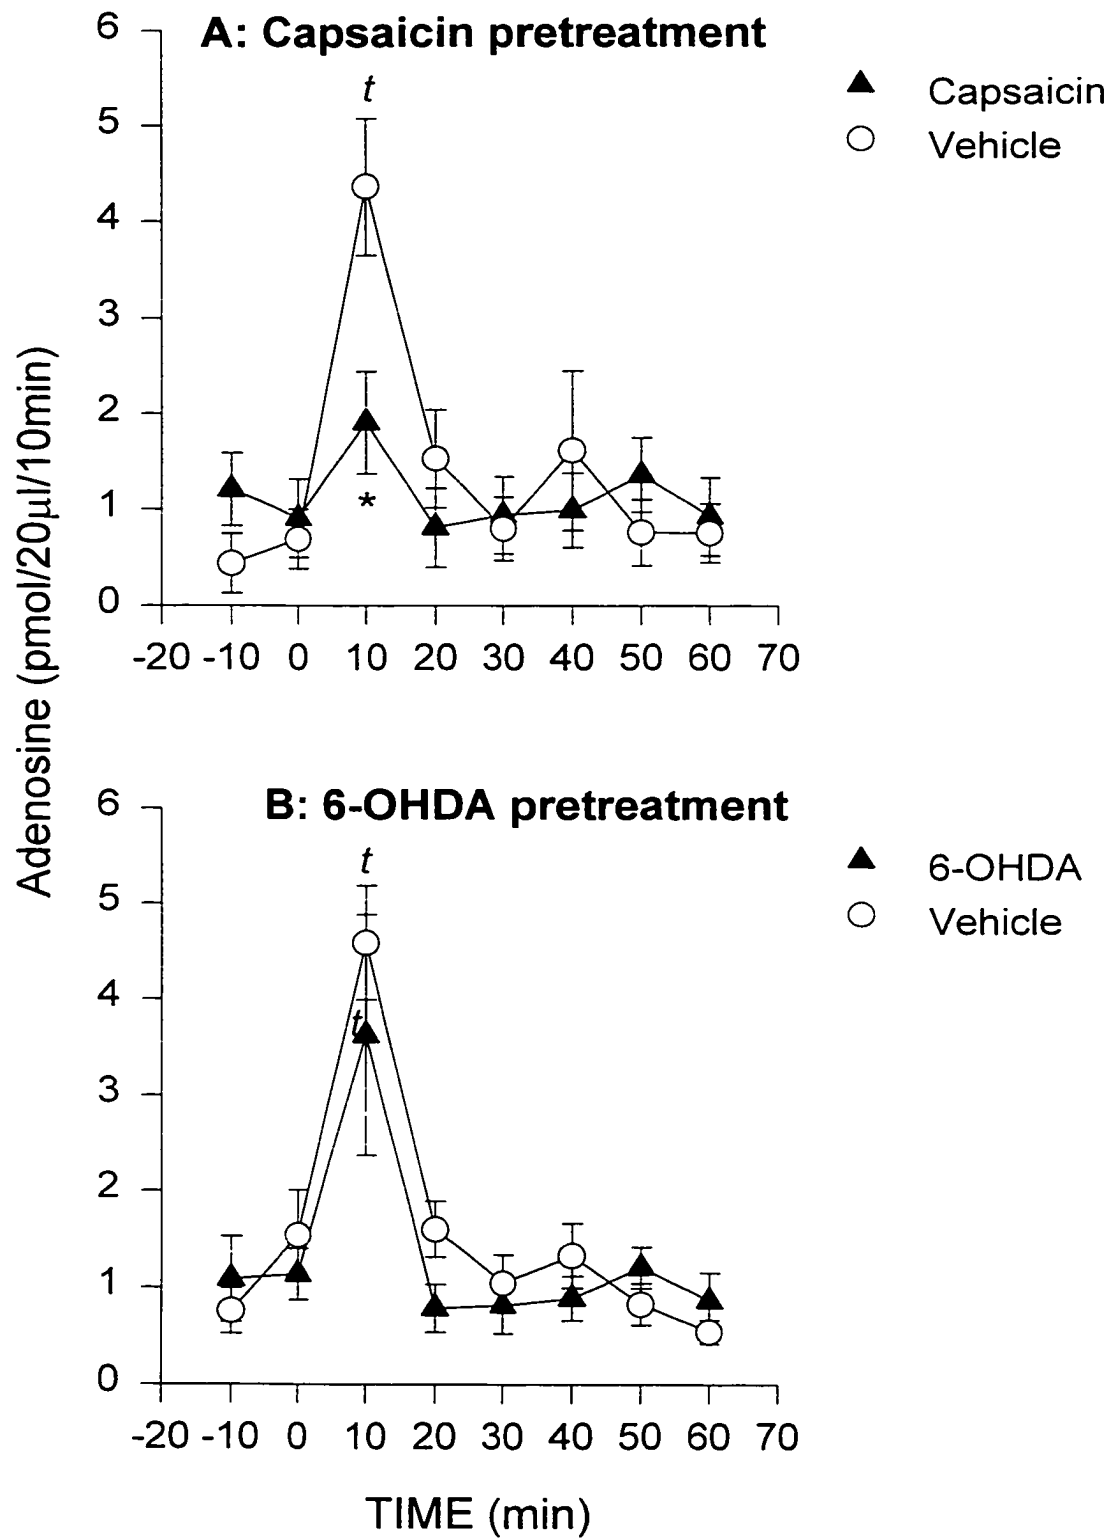 A: Capsaicin pretreatment
Capsaicin
Vehicle
t
*
6
5
4
3
2
1
0
-20 -10 0 10 20 30 40 50 60 70
Adenosine (pmol/20µl/10min)
B: 6-OHDA pretreatment
6-OHDA
Vehicle
t
t
6
5
4
3
2
1
0
-20 -10 0 10 20 30 40 50 60 70
TIME (min)